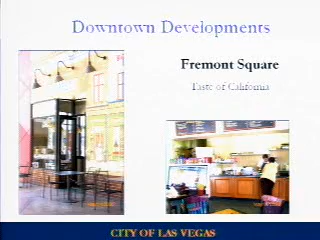 Downtown Developments
Fremont Square
Taste of California
CITY OF LAS VEGAS